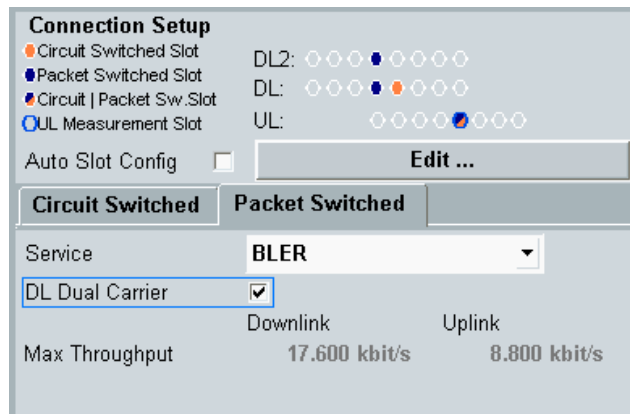 Connection Setup
Circuit Switched Slot
Packet Switched Slot
Circuit | Packet Sw.Slot
UL Measurement Slot
DL2:
DL:
UL:
Auto Slot Config
Edit ...
Circuit Switched
Packet Switched
Service
BLER
DL Dual Carrier
Downlink
Uplink
Max Throughput
17.600 kbit/s
8.800 kbit/s